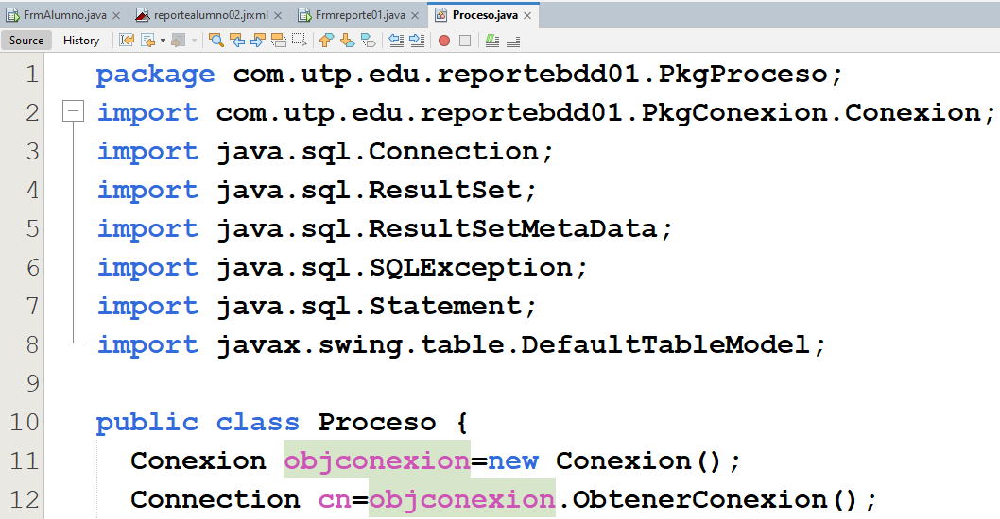 FrmAlumno.java reportealumno02.jrxml Frmreporte01.java Proceso.java
Source History
1 package com.utp.edu.reportebdd01.PkgProceso;
2 import com.utp.edu.reportebdd01.PkgConexion.Conexion;
3 import java.sql.Connection;
4 import java.sql.ResultSet;
5 import java.sql.ResultSetMetaData;
6 import java.sql.SQLException;
7 import java.sql.Statement;
8 import javax.swing.table.DefaultTableModel;
9
10 public class Proceso {
11 Conexion objconexion=new Conexion();
12 Connection cn=objconexion.ObtenerConexion();